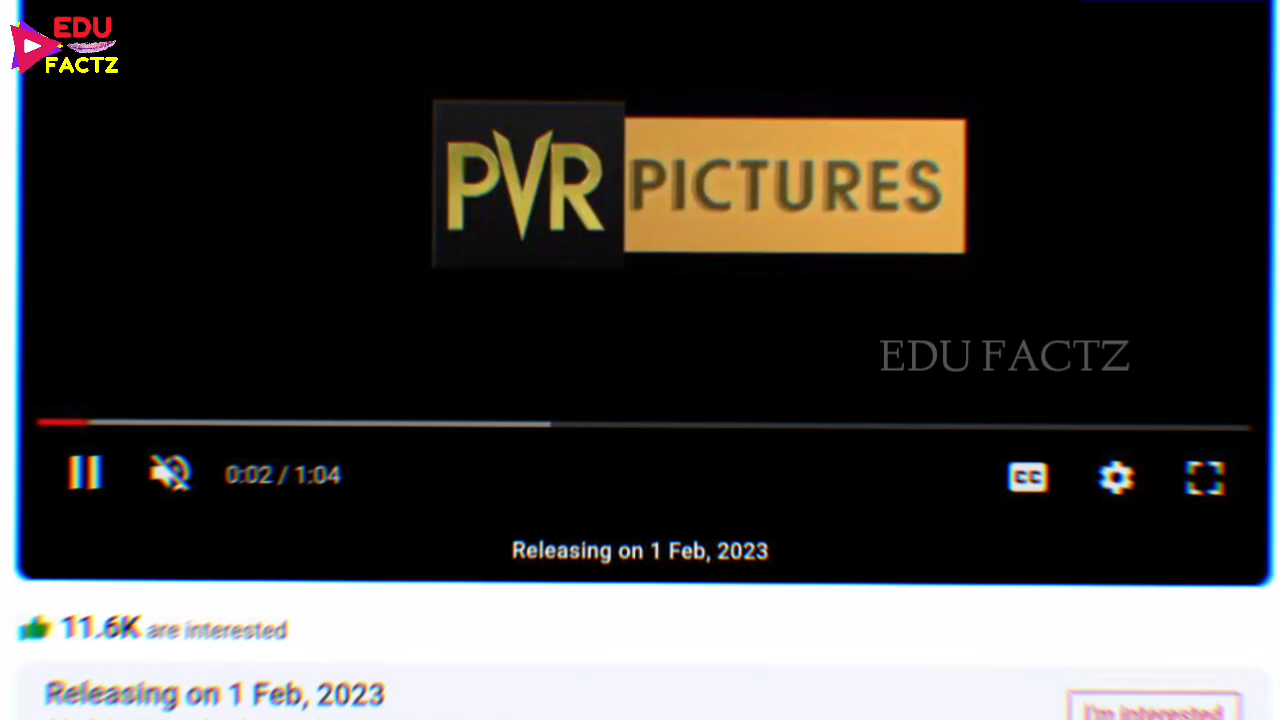 EDU
FACTZ
PVR PICTURES
EDU FACTZ
0:02 / 1:04
CC
Releasing on 1 Feb, 2023
11.6K are interested
Releasing on 1 Feb, 2023
I'm Interested